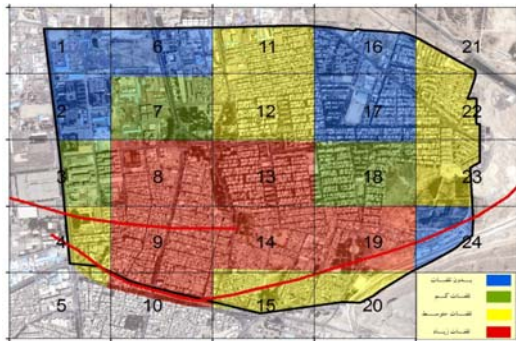 1 6 11 16 21
2 7 12 17 22
3 8 13 18 23
4 9 14 19 24
5 10 15 20
بدون تلفات
تلفات کم
تلفات متوسط
تلفات زیاد